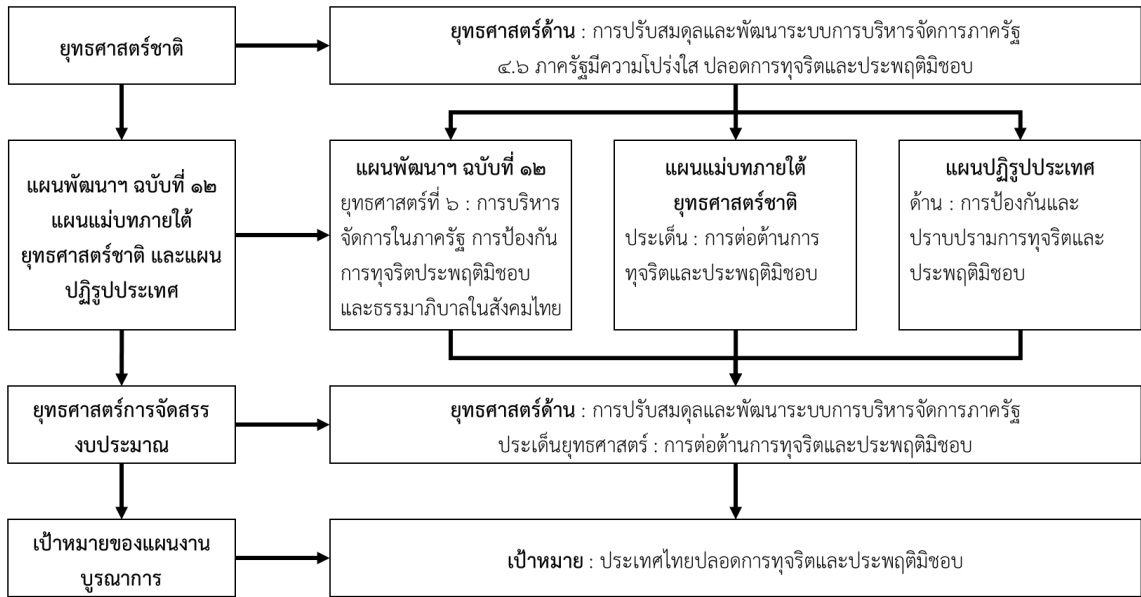 ยุทธศาสตร์ชาติ
ยุทธศาสตร์ด้าน : การปรับสมดุลและพัฒนาระบบการบริหารจัดการภาครัฐ
๔.๖ ภาครัฐมีความโปร่งใส ปลอดการทุจริตและประพฤติมิชอบ
แผนพัฒนาฯ ฉบับที่ ๑๒
แผนแม่บทภายใต้
ยุทธศาสตร์ชาติ และแผน
ปฏิรูปประเทศ
แผนพัฒนาฯ ฉบับที่ ๑๒
ยุทธศาสตร์ที่ ๖ : การบริหาร
จัดการในภาครัฐ การป้องกัน
การทุจริตประพฤติมิชอบ
และธรรมาภิบาลในสังคมไทย
แผนแม่บทภายใต้
ยุทธศาสตร์ชาติ
ประเด็น : การต่อต้านการ
ทุจริตและประพฤติมิชอบ
แผนปฏิรูปประเทศ
ด้าน : การป้องกันและ
ปราบปรามการทุจริตและ
ประพฤติมิชอบ
ยุทธศาสตร์การจัดสรร
งบประมาณ
ยุทธศาสตร์ด้าน : การปรับสมดุลและพัฒนาระบบการบริหารจัดการภาครัฐ
ประเด็นยุทธศาสตร์ : การต่อต้านการทุจริตและประพฤติมิชอบ
เป้าหมายของแผนงาน
บูรณาการ
เป้าหมาย : ประเทศไทยปลอดการทุจริตและประพฤติมิชอบ